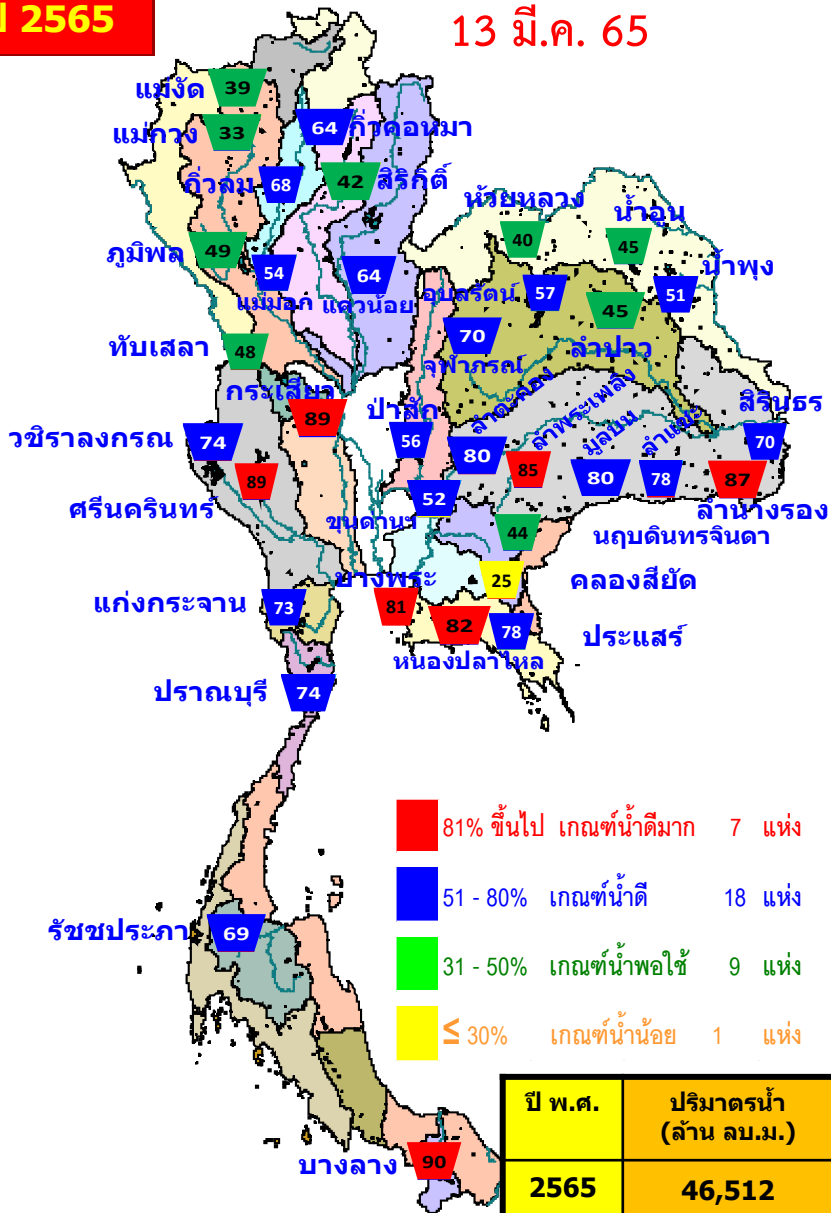 ปี 2565
13 มี.ค. 65
แม่งัด 39
แม่กวง 33
64 กิ่วคอหมา
กิ่วลม 68
42 สิริกิติ์
ห้วยหลวง
40
น้ำอูน
45
ภูมิพล 49
54
แม่มอก
64
แควน้อย
น้ำพุง
51
อุบลรัตน์ 57
45
ลำปาว
70
จุฬาภรณ์
ทับเสลา 48
กระเสียว
89
ป่าสัก
56
ลำตะคอง
80
ลำพระเพลิง
85
มูลบน
80
ลำแชะ
78
สิรินธร
70
87
ลำนางรอง
วชิราลงกรณ 74
89
ศรีนครินทร์
52
ขุนด่านฯ
44
นฤบดินทรจินดา
25 คลองสียัด
บางพระ
81
แก่งกระจาน 73
82
หนองปลาไหล
78 ประแสร์
ปราณบุรี 74
81% ขึ้นไป เกณฑ์น้ำดีมาก 7 แห่ง
51 - 80% เกณฑ์น้ำดี 18 แห่ง
31 - 50% เกณฑ์น้ำพอใช้ 9 แห่ง
≤ 30% เกณฑ์น้ำน้อย 1 แห่ง
รัชชประภา 69
บางลาง 90
ปี พ.ศ. ปริมาตรน้ำ
(ล้าน ลบ.ม.)
2565 46,512